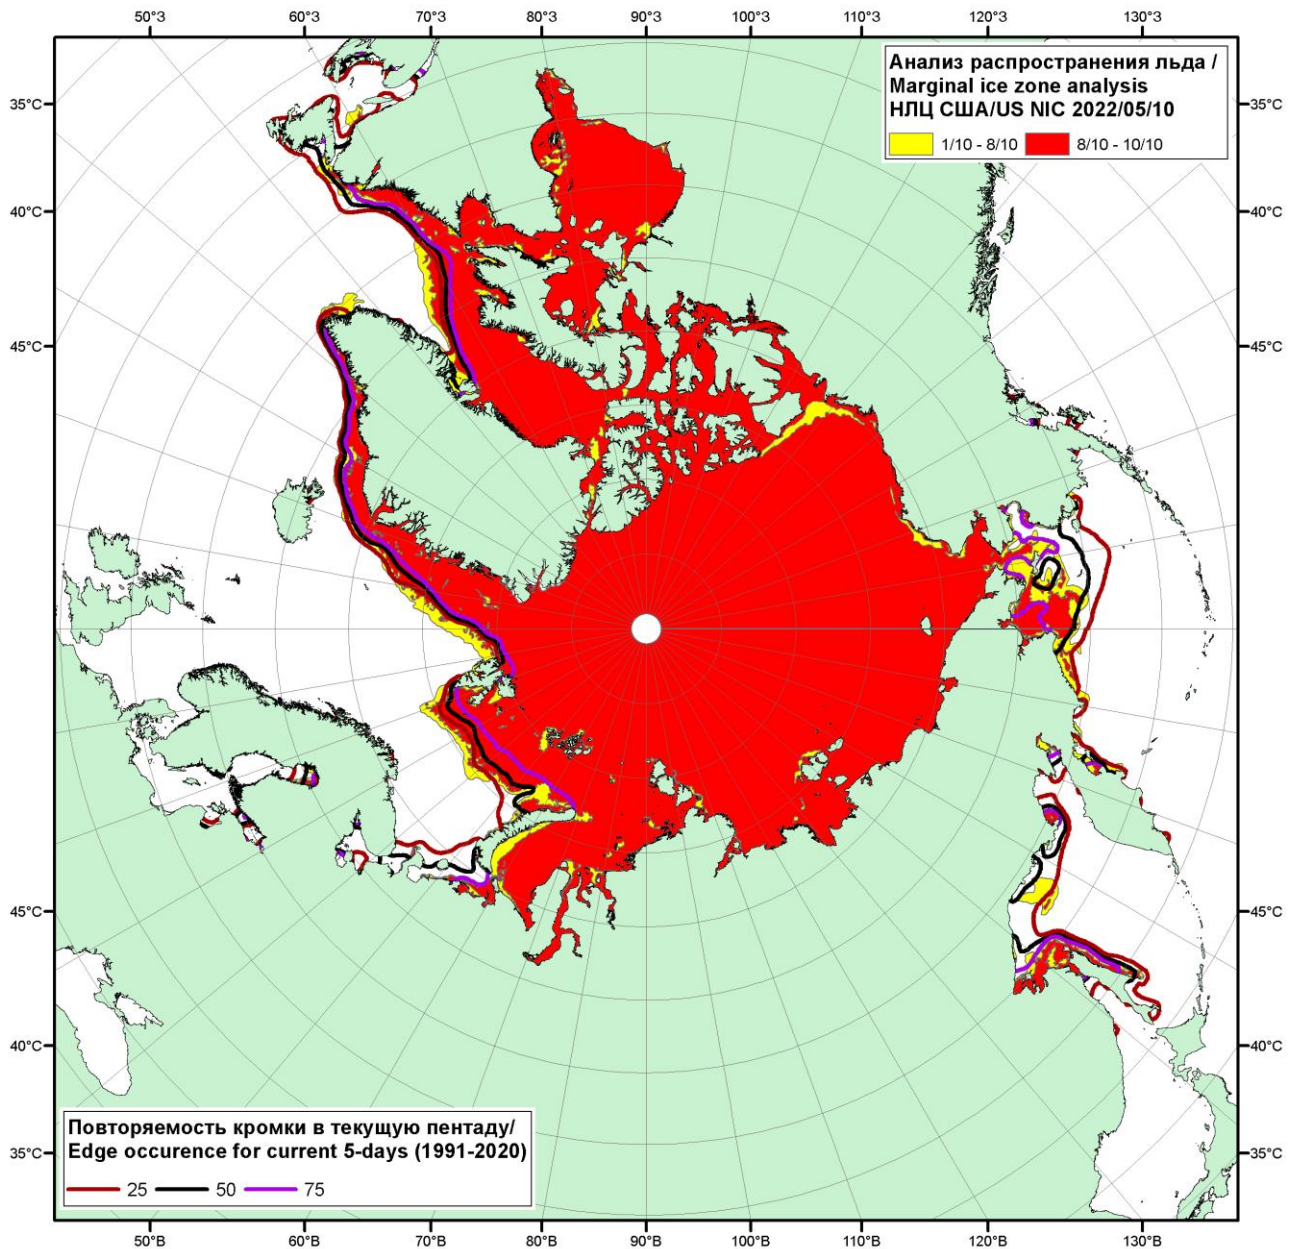 60°З 70°З 80°З 90°З 100°З 110°З 120°З
50°З 130°З
Анализ распространения льда /
Marginal ice zone analysis
НЛЦ США/US NIC 2022/05/10
1/10 - 8/10 8/10 - 10/10
35°С 35°С
40°С 40°С
45°С 45°С
45°С 45°С
40°С 40°С
35°С 35°С
Повторяемость кромки в текущую пентаду/
Edge occurence for current 5-days (1991-2020)
25 50 75
50°В 60°В 70°В 80°В 90°В 100°В 110°В 120°В 130°В